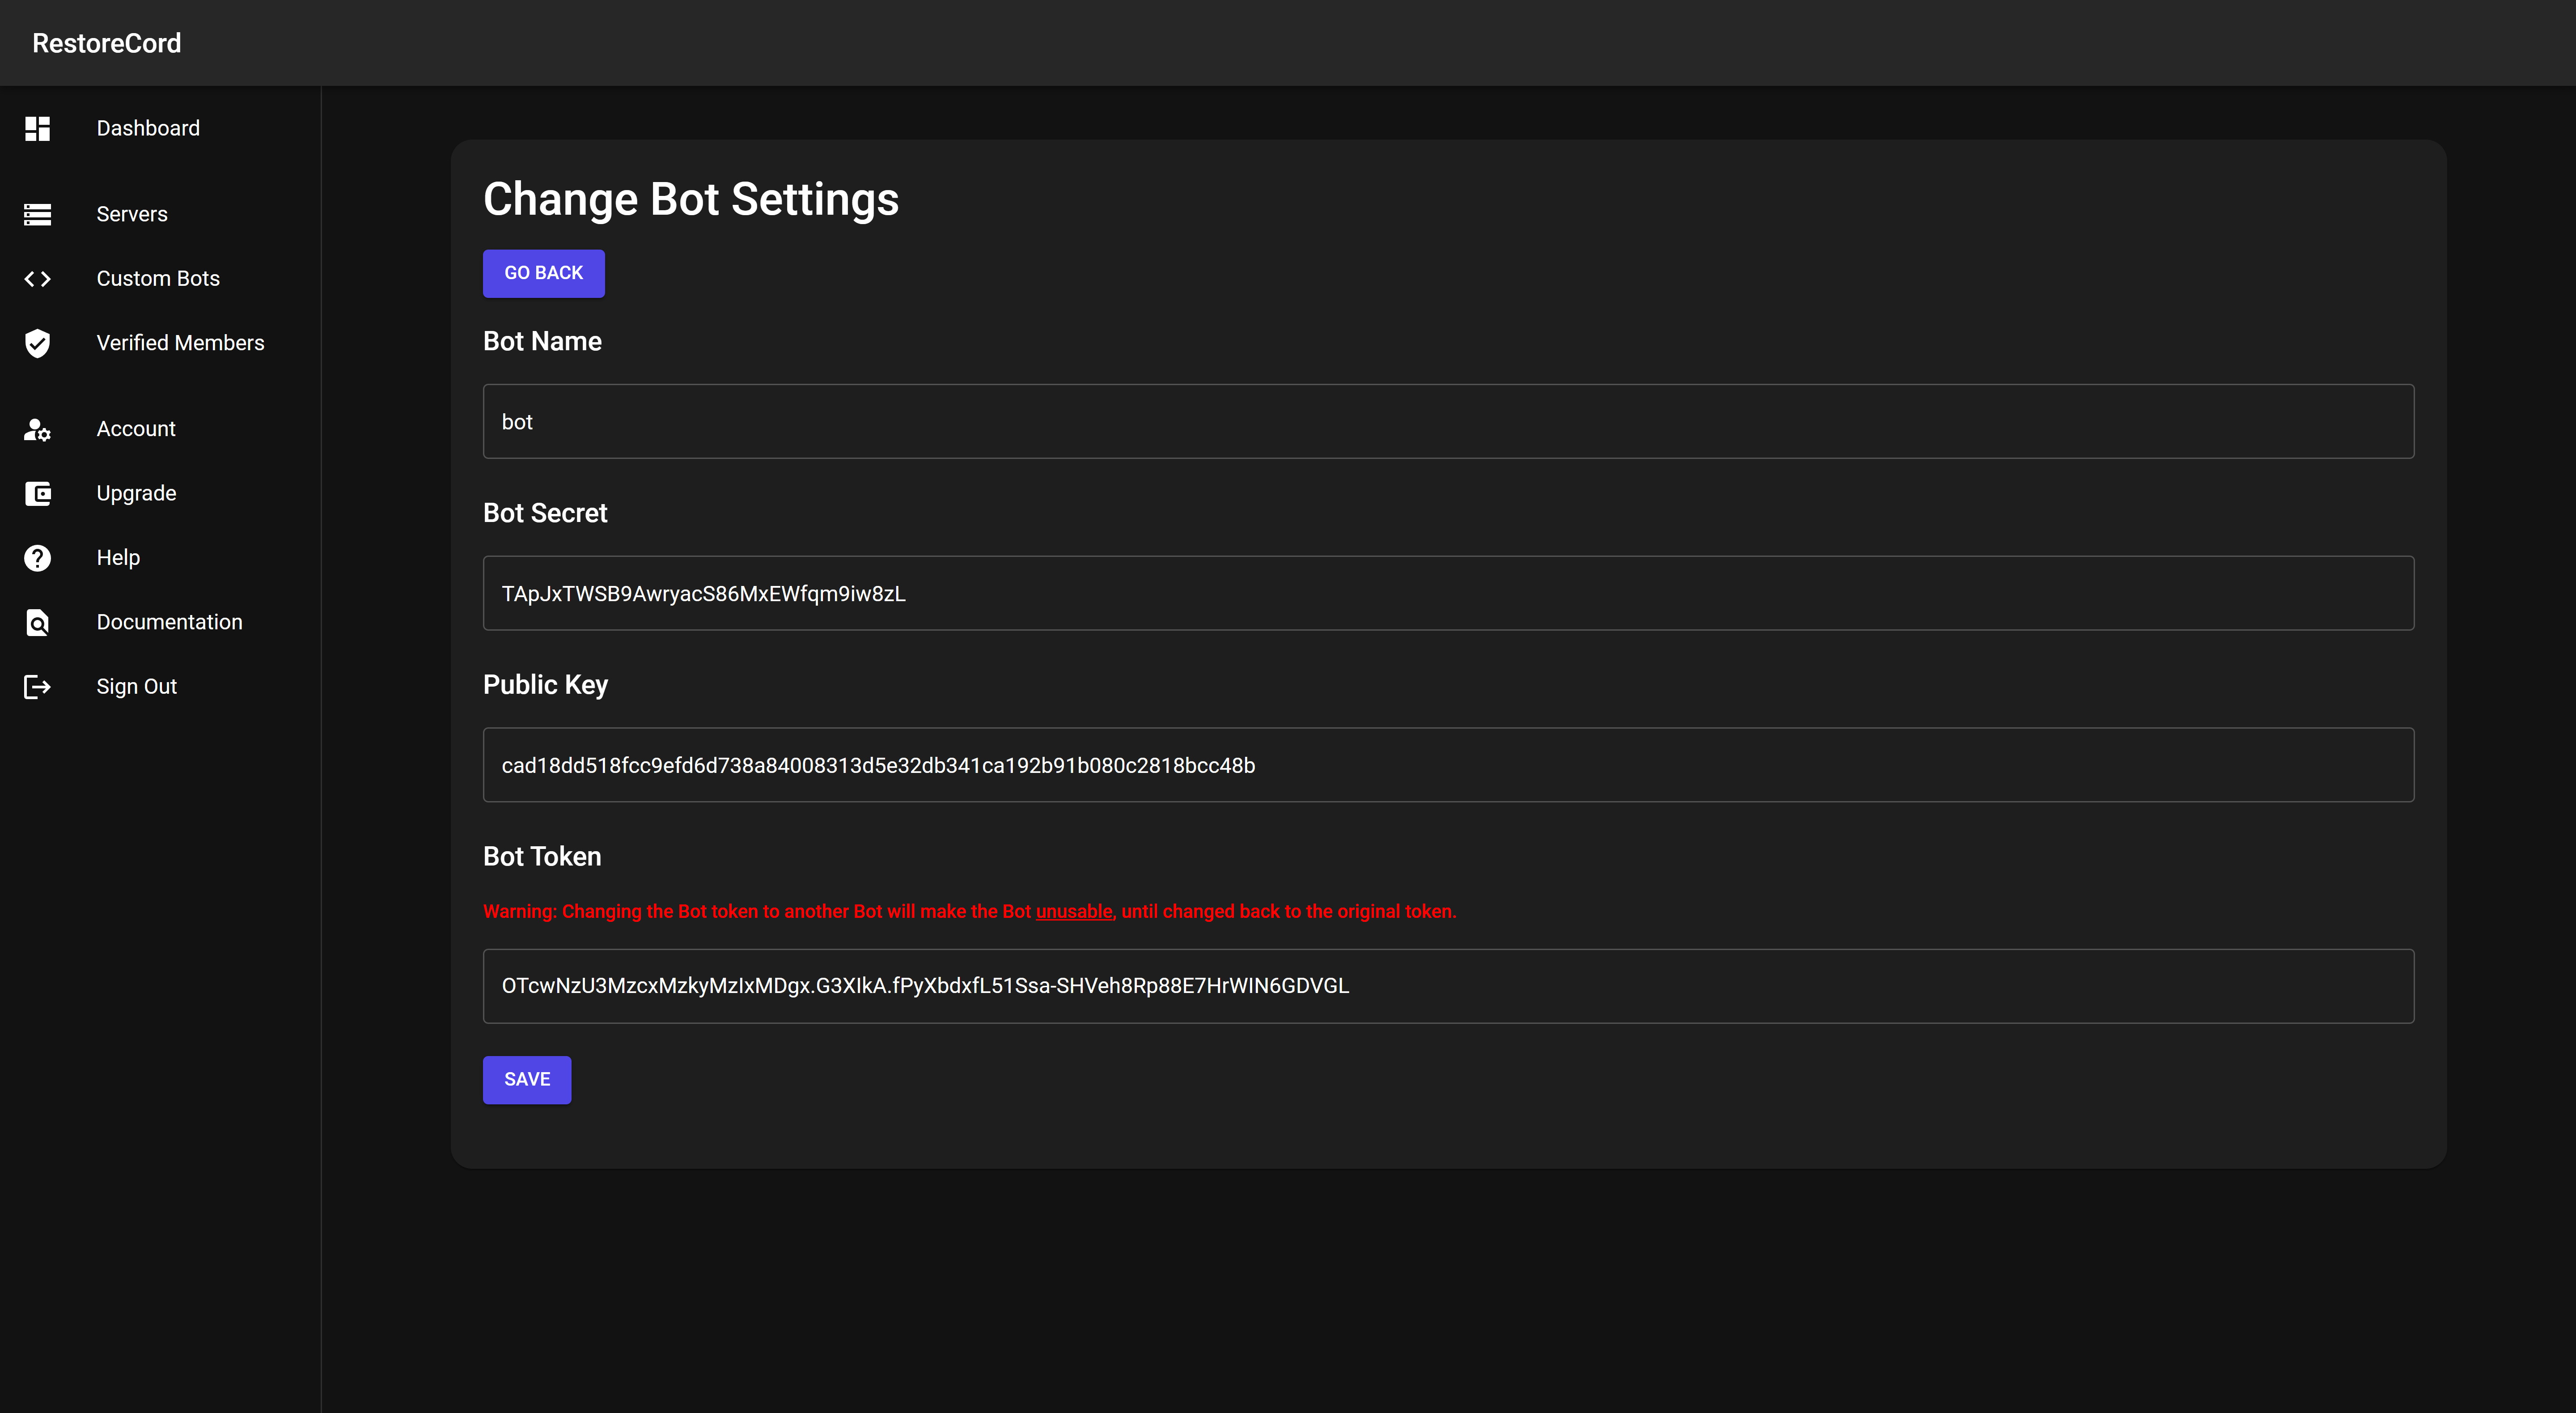 RestoreCord
Dashboard
Servers
Custom Bots
Verified Members
Account
Upgrade
Help
Documentation
Sign Out
Change Bot Settings
GO BACK
Bot Name
bot
Bot Secret
TApJxTWSB9AwryacS86MxEWfqm9iw8zL
Public Key
cad18dd518fcc9efd6d738a84008313d5e32db341ca192b91b080c2818bcc48b
Bot Token
Warning: Changing the Bot token to another Bot will make the Bot unusable, until changed back to the original token.
OTcwNzU3MzcxMzkyMzIxMDgx.G3XIkA.fPyXbdxfL51Ssa-SHVeh8Rp88E7HrWIN6GDVGL
SAVE